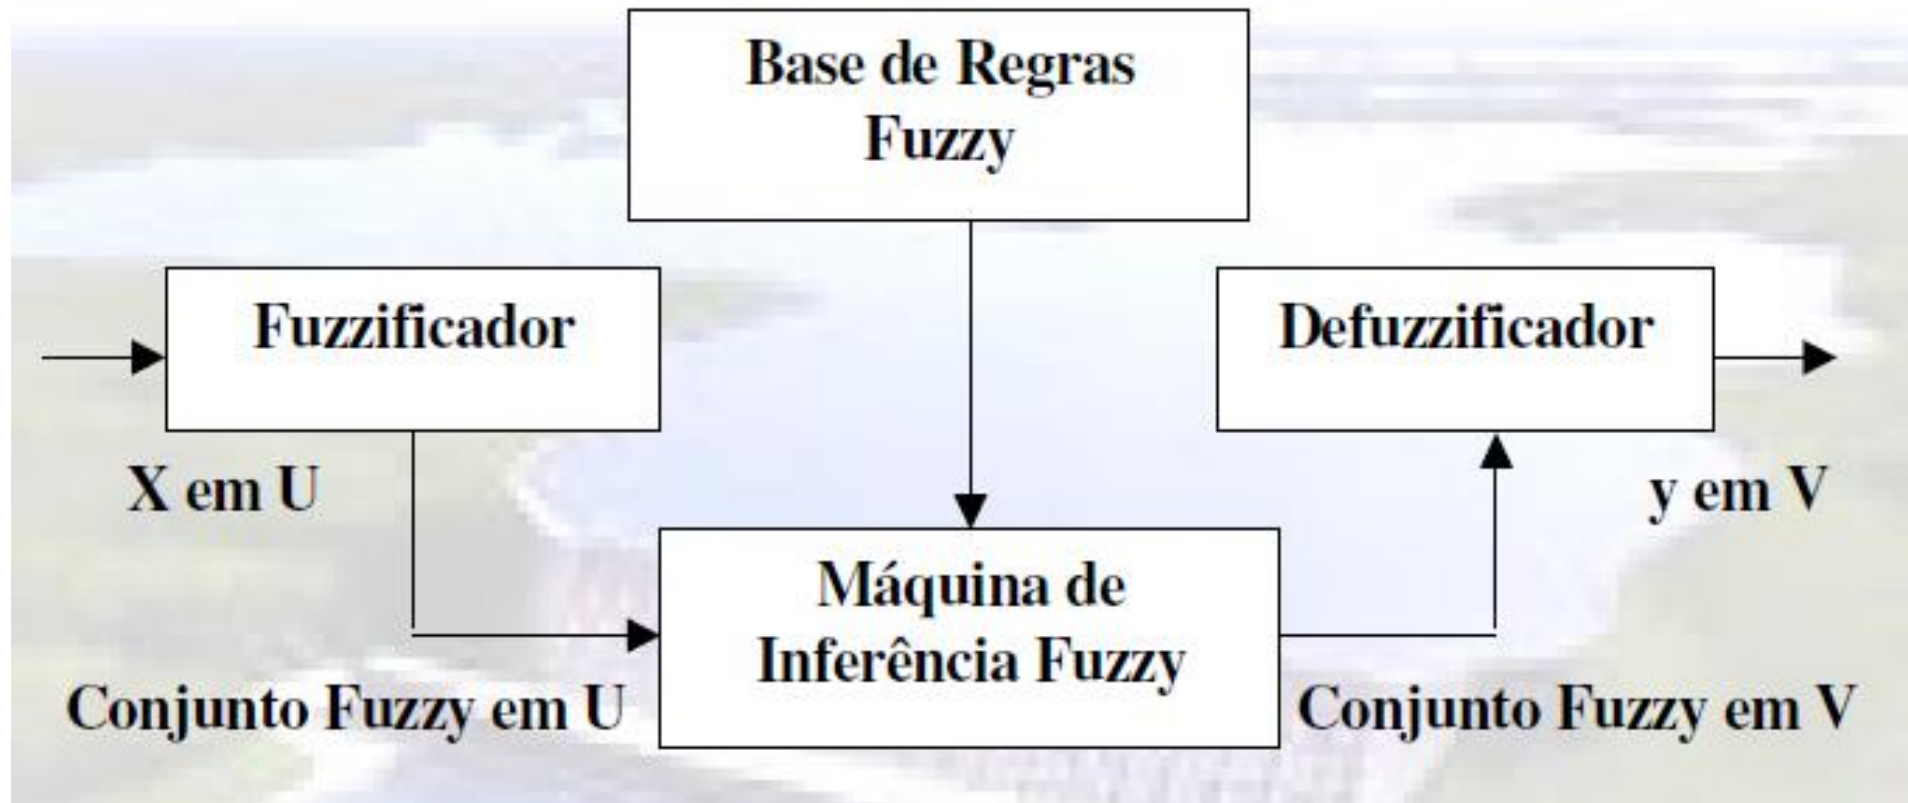 Base de Regras
Fuzzy
Fuzzificador
Defuzzificador
X em U
y em V
Máquina de
Inferência Fuzzy
Conjunto Fuzzy em U
Conjunto Fuzzy em V